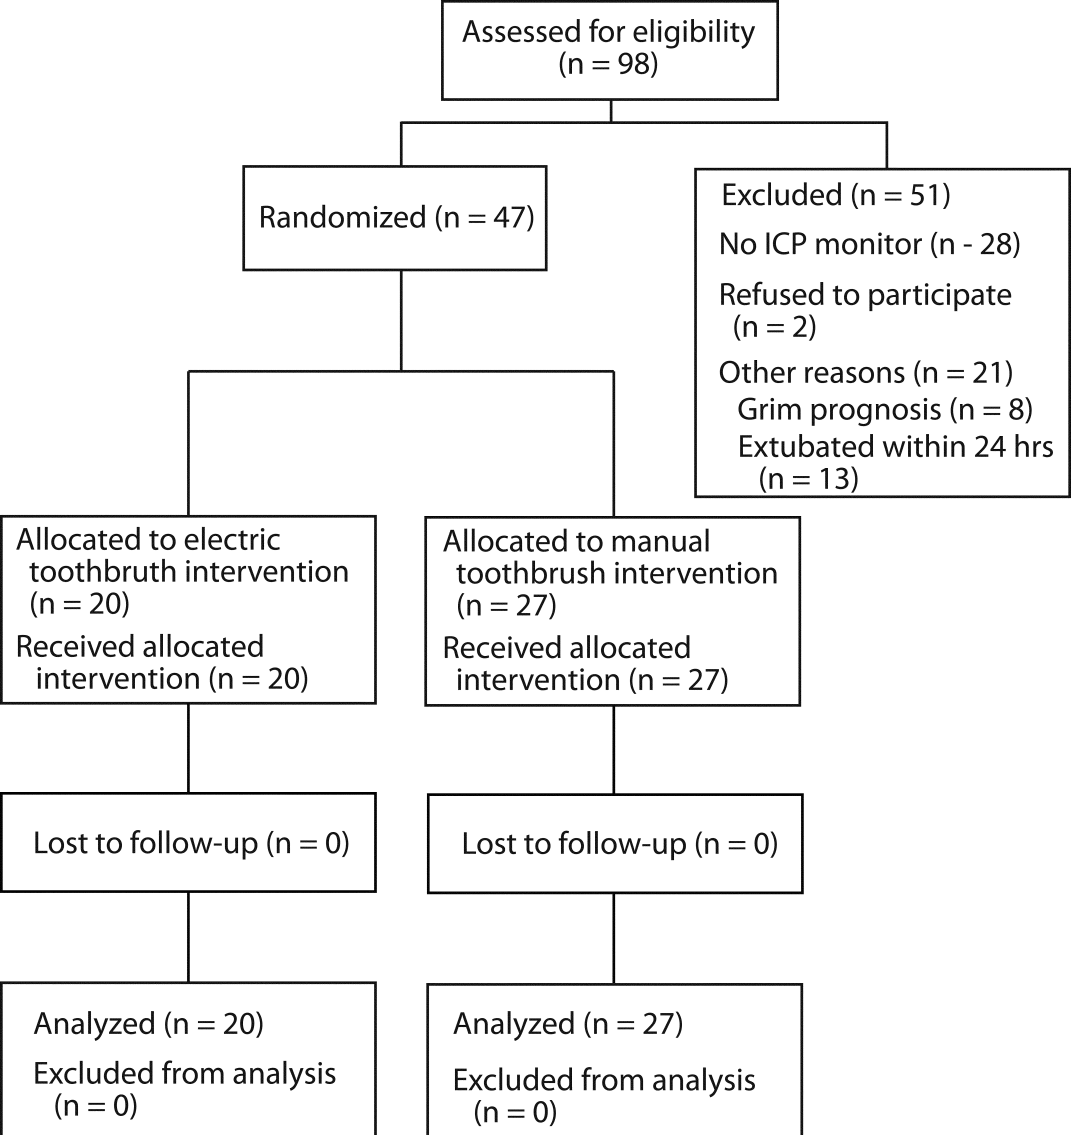 Assessed for eligibility
(n = 98)
Randomized (n = 47)
Excluded (n = 51)
No ICP monitor (n - 28)
Refused to participate
(n = 2)
Other reasons (n = 21)
Grim prognosis (n = 8)
Extubated within 24 hrs
(n = 13)
Allocated to electric
toothbruth intervention
(n = 20)
Received allocated
intervention (n = 20)
Allocated to manual
toothbrush intervention
(n = 27)
Received allocated
intervention (n = 27)
Lost to follow-up (n = 0)
Lost to follow-up (n = 0)
Analyzed (n = 20)
Excluded from analysis
(n = 0)
Analyzed (n = 27)
Excluded from analysis
(n = 0)